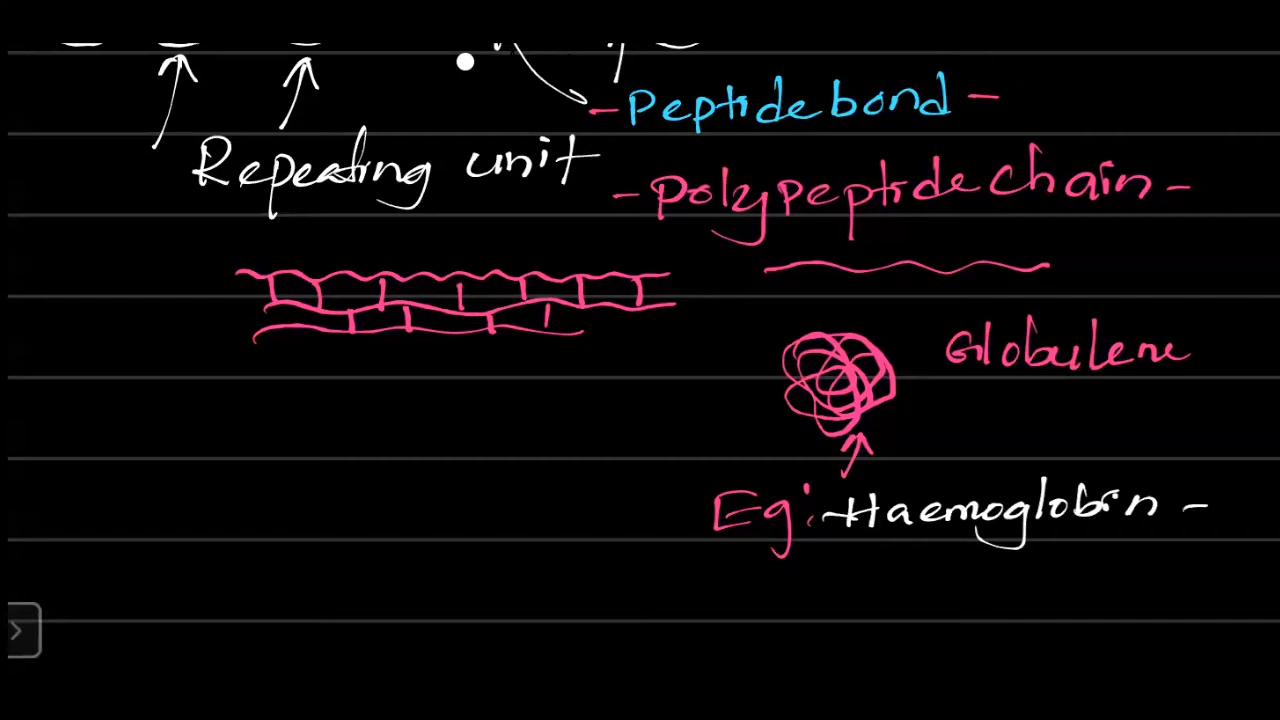 - Peptide bond -
Repeating unit
- Polypeptide chain -
Globulene
Eg:- Haemoglobin -